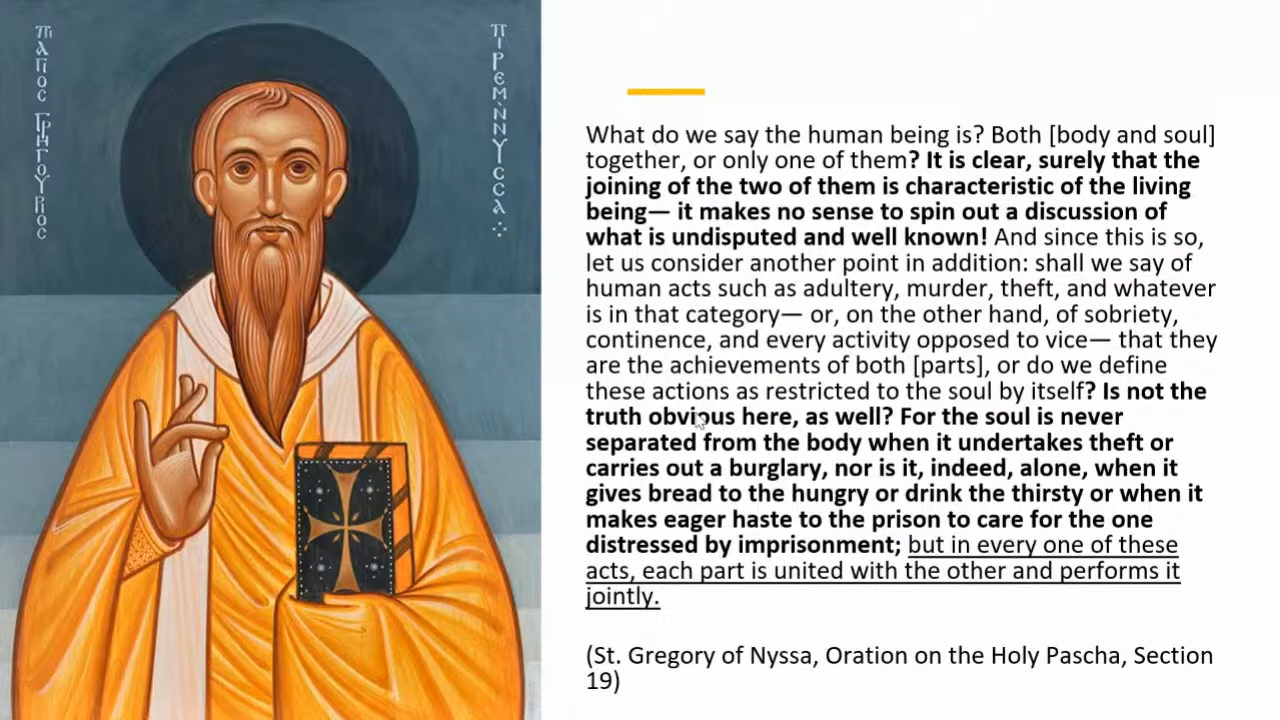 ⲠⲒⲀⲄⲒⲞⲤ ⲄⲢⲎⲄⲞⲨⲢⲒⲞⲤ
ⲠⲒⲢⲈⲘ̀ⲚⲚⲨⲤⲤⲀ
What do we say the human being is? Both [body and soul]
together, or only one of them? It is clear, surely that the
joining of the two of them is characteristic of the living
being— it makes no sense to spin out a discussion of
what is undisputed and well known! And since this is so,
let us consider another point in addition: shall we say of
human acts such as adultery, murder, theft, and whatever
is in that category— or, on the other hand, of sobriety,
continence, and every activity opposed to vice— that they
are the achievements of both [parts], or do we define
these actions as restricted to the soul by itself? Is not the
truth obvious here, as well? For the soul is never
separated from the body when it undertakes theft or
carries out a burglary, nor is it, indeed, alone, when it
gives bread to the hungry or drink the thirsty or when it
makes eager haste to the prison to care for the one
distressed by imprisonment; but in every one of these
acts, each part is united with the other and performs it
jointly.
(St. Gregory of Nyssa, Oration on the Holy Pascha, Section
19)